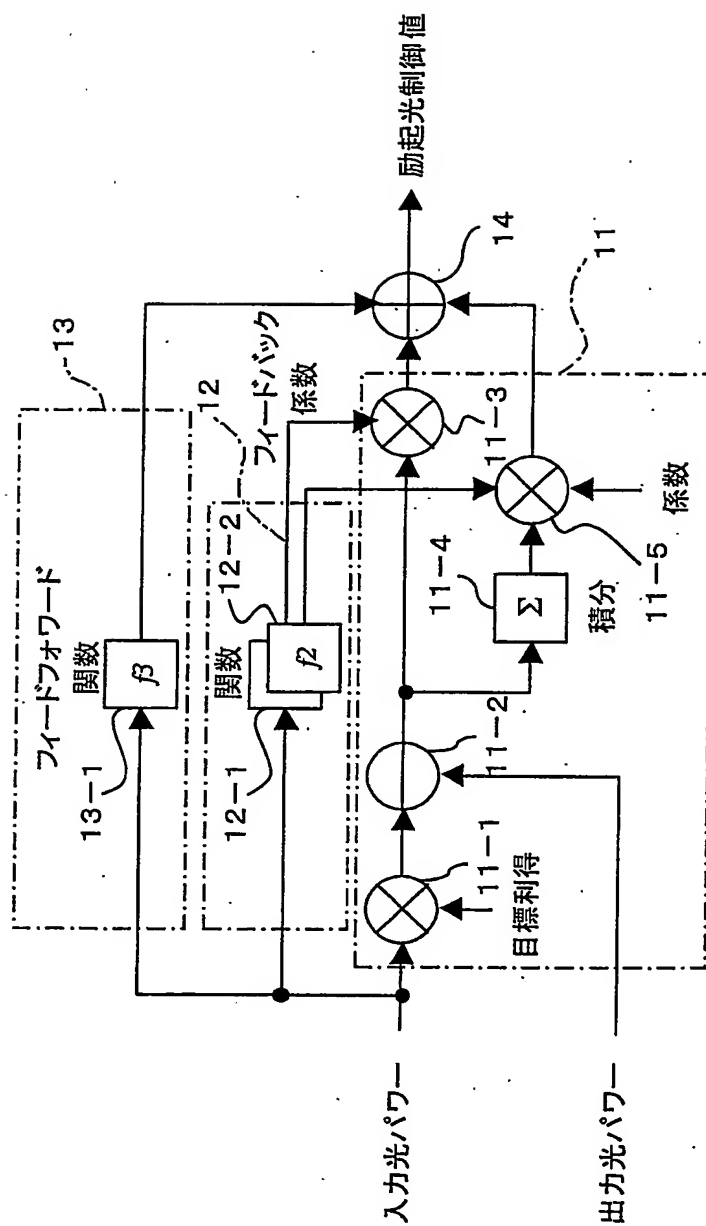 フィードフォワード
13
関数
f3
13-1
フィードバック
係数
12
12-2
関数
f2
12-1
励起光制御値
14
11
11-3
11-4
Σ
積分
11-5
係数
11-2
11-1
目標利得
入力光パワー
出力光パワー